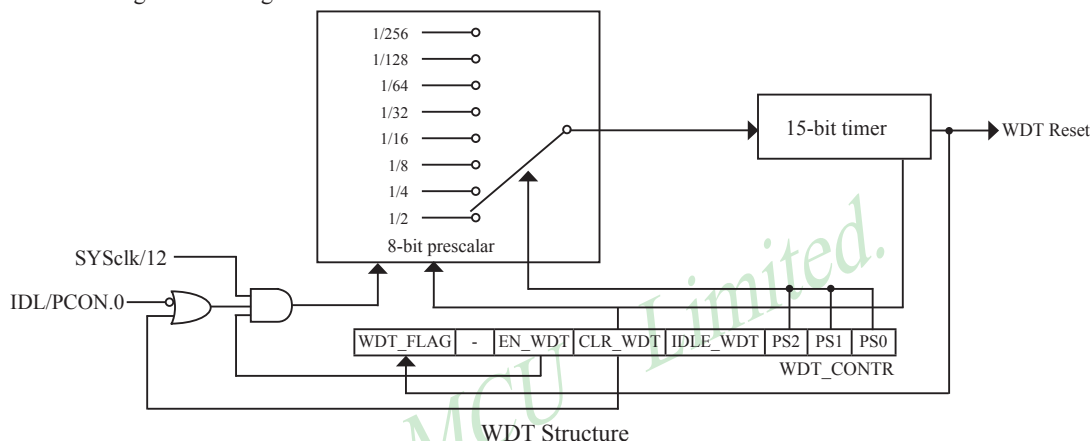 1/256
1/128
1/64
1/32
1/16
1/8
1/4
1/2
8-bit prescalar
15-bit timer
WDT Reset
SYSclk/12
IDL/PCON.0
WDT_FLAG - EN_WDT CLR_WDT IDLE_WDT PS2 PS1 PS0
WDT_CONTR
MCU Limited.
WDT Structure